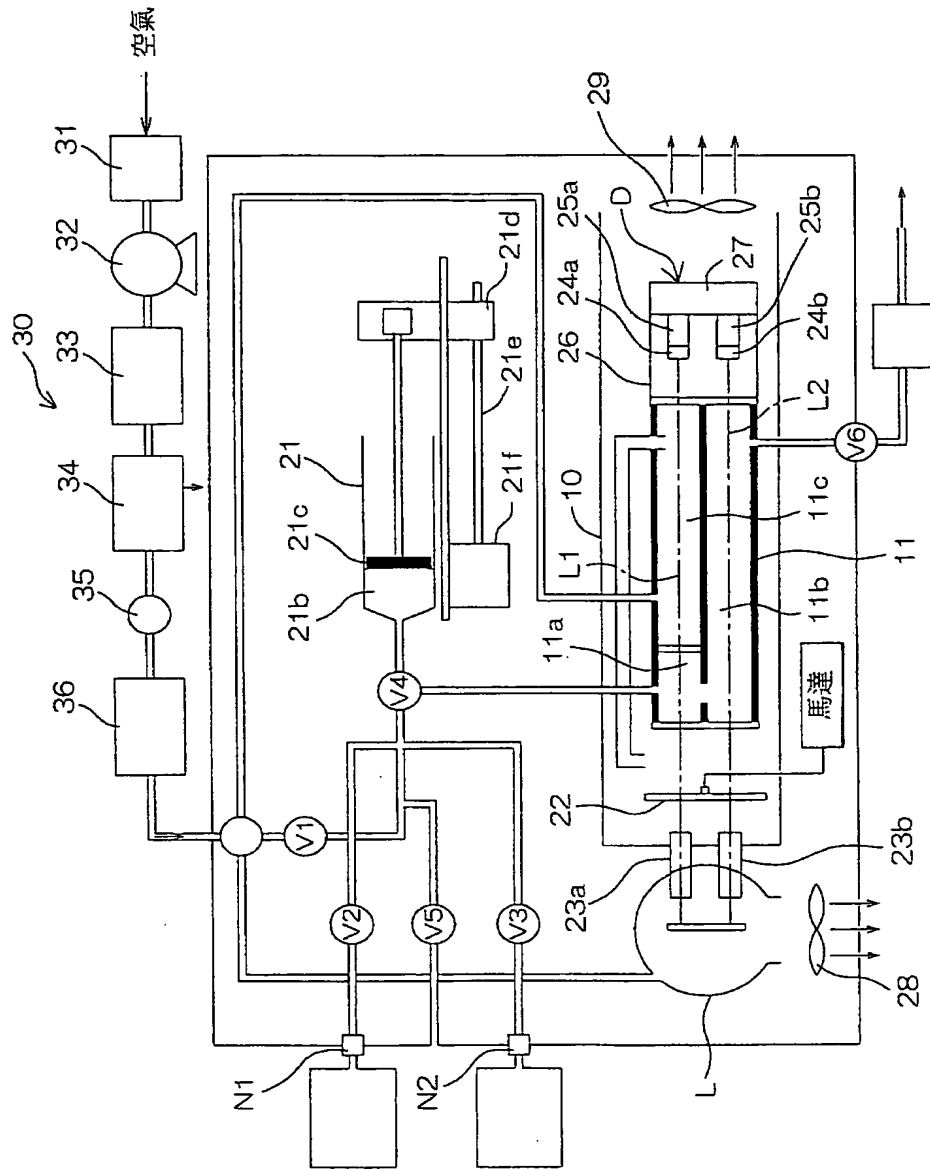 空氣
31
32
33
34
35
36
30
29
D
25a
24a
26
27
25b
24b
L2
21d
21e
21f
21
21c
21b
10
11c
L1
11b
11
11a
V6
V4
馬達
22
V1
V2
V5
V3
23a
23b
28
N1
N2
L